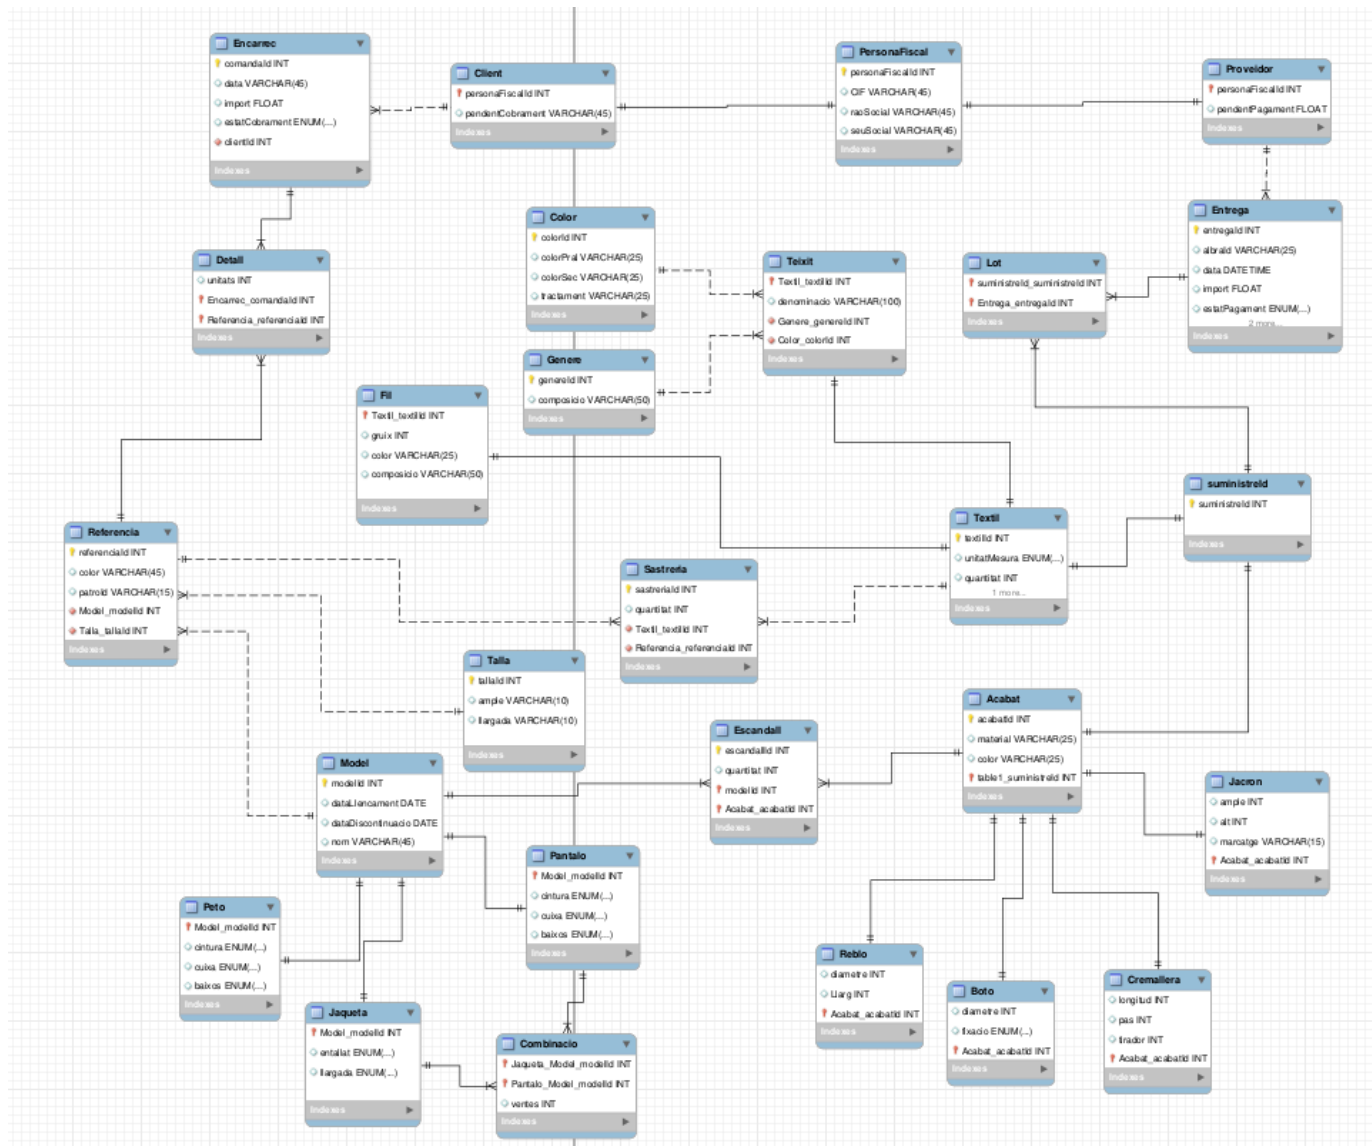 Encarrec
comandaId INT
data VARCHAR(45)
import FLOAT
estatCobrament ENUM(...)
clientId INT
Indexes
Client
personaFiscalId INT
pendentCobrament VARCHAR(45)
Indexes
PersonaFiscal
personaFiscalId INT
CIF VARCHAR(45)
raoSocial VARCHAR(45)
seuSocial VARCHAR(45)
Indexes
Proveidor
personaFiscalId INT
pendentPagament FLOAT
Indexes
Detall
unitats INT
Encarrec_comandaId INT
Referencia_referenciaId INT
Indexes
Color
colorId INT
colorPral VARCHAR(25)
colorSec VARCHAR(25)
tractament VARCHAR(25)
Indexes
Teixit
Textil_textilId INT
denominacio VARCHAR(100)
Genere_genereId INT
Color_colorId INT
Indexes
Lot
suministreId_suministreId INT
Entrega_entregaId INT
Indexes
Entrega
entregaId INT
albraId VARCHAR(25)
data DATETIME
import FLOAT
estatPagament ENUM(...)
2 more...
Indexes
Genere
genereId INT
composicio VARCHAR(50)
Indexes
Fil
Textil_textilId INT
gruix INT
color VARCHAR(25)
composicio VARCHAR(50)
Indexes
suministreId
suministreId INT
Indexes
Referencia
referenciaId INT
color VARCHAR(45)
patroId VARCHAR(15)
Model_modelId INT
Talla_tallaId INT
Indexes
Textil
textilId INT
unitatMesura ENUM(...)
quantitat INT
1 more...
Indexes
Sastreria
sastreriaId INT
quantitat INT
Textil_textilId INT
Referencia_referenciaId INT
Indexes
Talla
tallaId INT
ample VARCHAR(10)
llargada VARCHAR(10)
Indexes
Acabat
acabatId INT
material VARCHAR(25)
color VARCHAR(25)
table1_suministreId INT
Indexes
Escandall
escandallId INT
quantitat INT
modelId INT
Acabat_acabatId INT
Indexes
Model
modelId INT
dataLlencament DATE
dataDiscontinuacio DATE
nom VARCHAR(45)
Indexes
Jacron
ample INT
alt INT
marcatge VARCHAR(15)
Acabat_acabatId INT
Indexes
Pantalo
Model_modelId INT
cintura ENUM(...)
cuixa ENUM(...)
baixos ENUM(...)
Indexes
Peto
Model_modelId INT
cintura ENUM(...)
cuixa ENUM(...)
baixos ENUM(...)
Indexes
Reblo
diametre INT
Llarg INT
Acabat_acabatId INT
Indexes
Boto
diametre INT
fixacio ENUM(...)
Acabat_acabatId INT
Indexes
Cremallera
longitud INT
pas INT
tirador INT
Acabat_acabatId INT
Indexes
Jaqueta
Model_modelId INT
entallat ENUM(...)
llargada ENUM(...)
Indexes
Combinacio
Jaqueta_Model_modelId INT
Pantalo_Model_modelId INT
ventes INT
Indexes